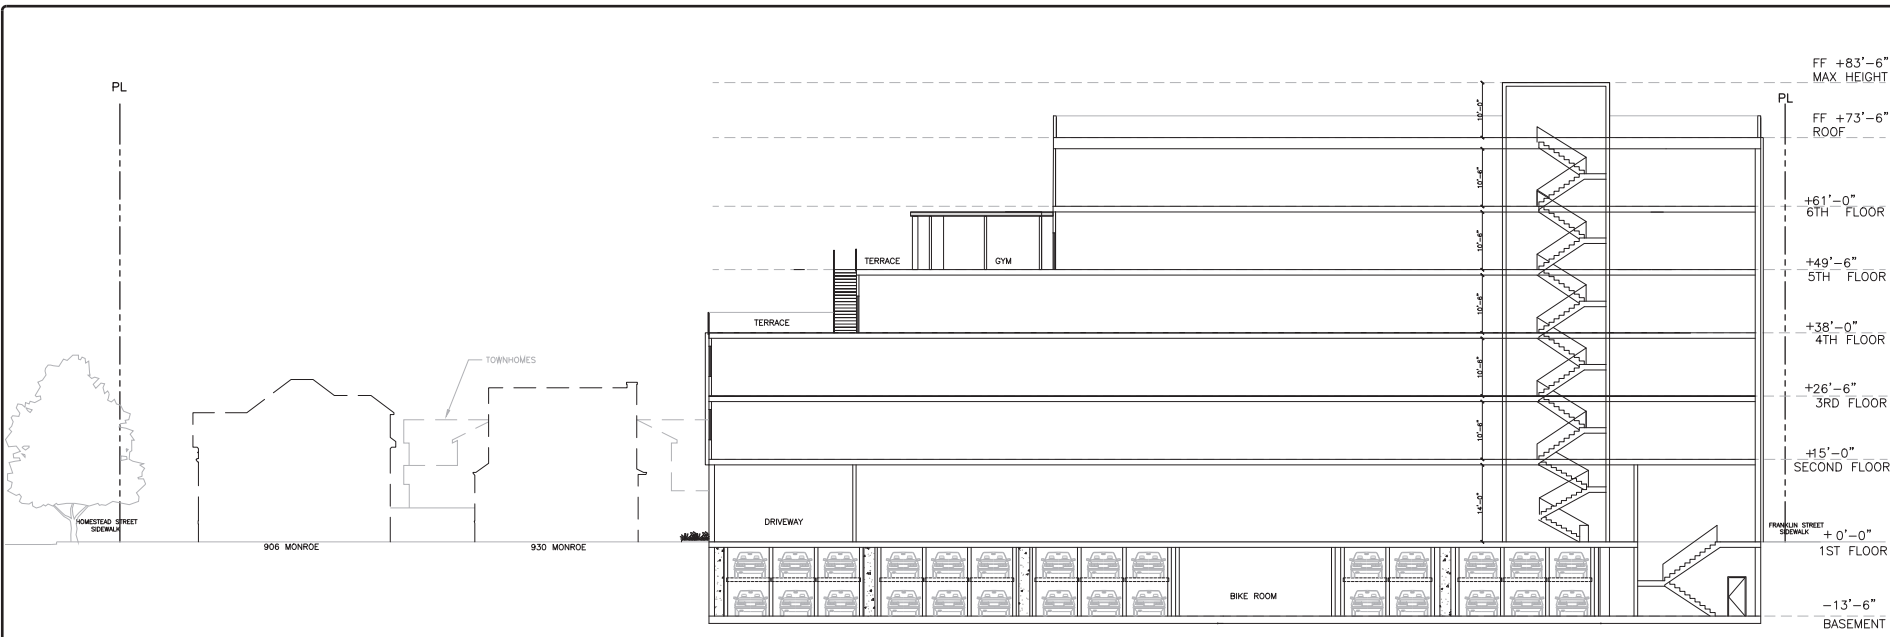 FF +83'-6"
MAX HEIGHT
PL
PL
FF +73'-6"
ROOF
10'-0"
10'-6"
+61'-0"
6TH FLOOR
10'-6"
TERRACE
GYM
+49'-6"
5TH FLOOR
10'-6"
TERRACE
+38'-0"
4TH FLOOR
TOWNHOMES
10'-6"
+26'-6"
3RD FLOOR
10'-6"
+15'-0"
SECOND FLOOR
14'-0"
HOMESTEAD STREET
SIDEWALK
DRIVEWAY
FRANKLIN STREET
SIDEWALK
+0'-0"
1ST FLOOR
906 MONROE
930 MONROE
BIKE ROOM
-13'-6"
BASEMENT